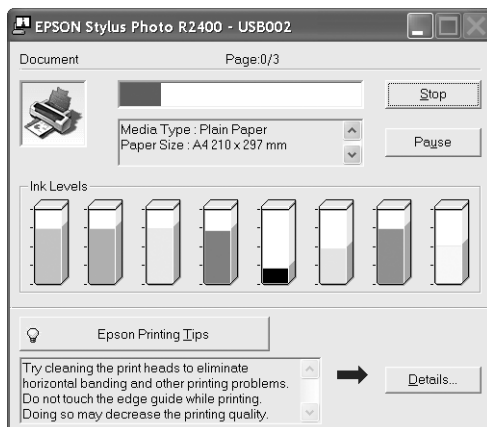 EPSON Stylus Photo R2400 - USB002
Document Page:0/3
Stop
Media Type : Plain Paper
Paper Size : A4 210 x 297 mm
Pause
Ink Levels
Epson Printing Tips
Try cleaning the print heads to eliminate
horizontal banding and other printing problems.
Do not touch the edge guide while printing.
Doing so may decrease the printing quality.
Details...